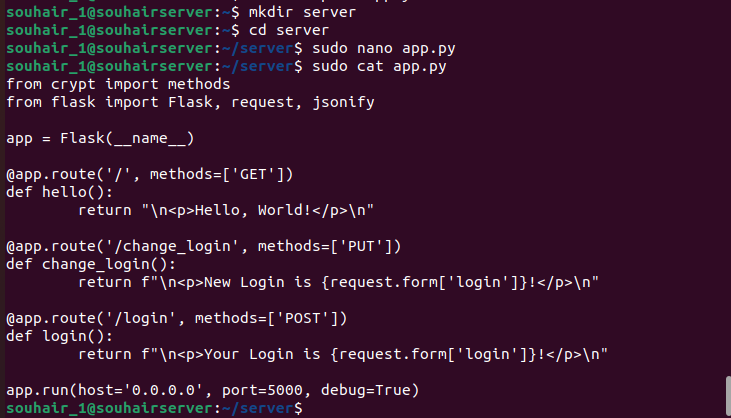 souhair_1@souhairserver:~$ mkdir server
souhair_1@souhairserver:~$ cd server
souhair_1@souhairserver:~/server$ sudo nano app.py
souhair_1@souhairserver:~/server$ sudo cat app.py
from crypt import methods
from flask import Flask, request, jsonify

app = Flask(__name__)

@app.route('/', methods=['GET'])
def hello():
        return "\n<p>Hello, World!</p>\n"

@app.route('/change_login', methods=['PUT'])
def change_login():
        return f"\n<p>New Login is {request.form['login']}!</p>\n"

@app.route('/login', methods=['POST'])
def login():
        return f"\n<p>Your Login is {request.form['login']}!</p>\n"

app.run(host='0.0.0.0', port=5000, debug=True)
souhair_1@souhairserver:~/server$